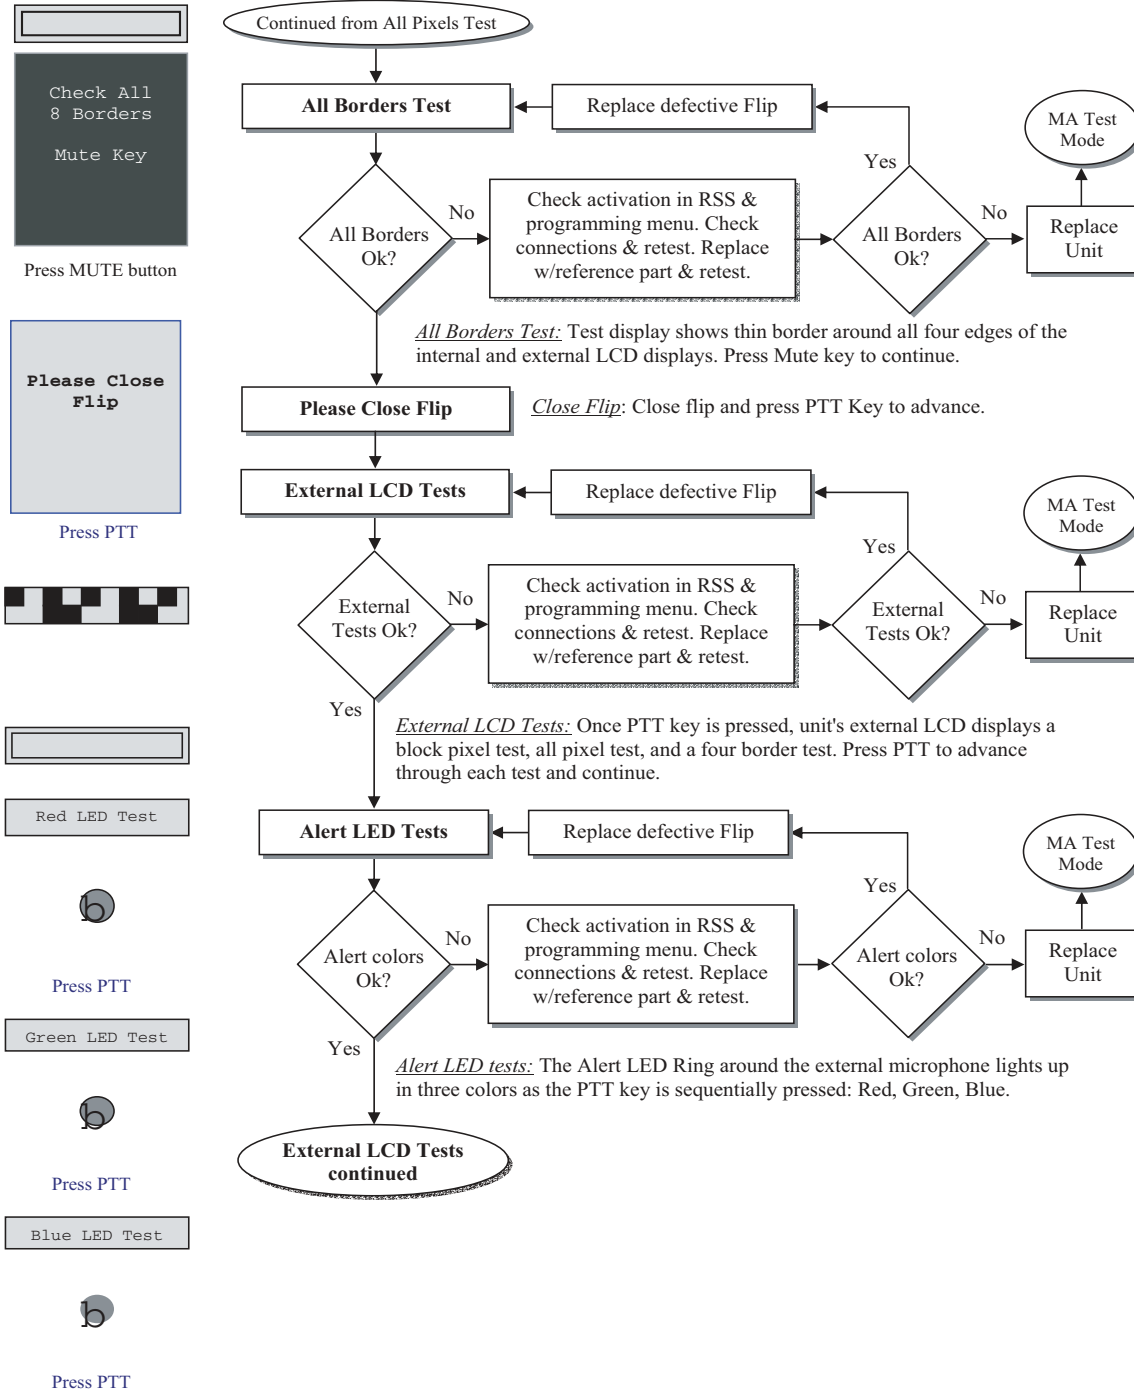 Continued from All Pixels Test
Check All
8 Borders
Mute Key
Press MUTE button
All Borders Test
Replace defective Flip
MA Test
Mode
Yes
All Borders
Ok?
No
Check activation in RSS &
programming menu. Check
connections & retest. Replace
w/reference part & retest.
All Borders
Ok?
No
Replace
Unit
All Borders Test: Test display shows thin border around all four edges of the
internal and external LCD displays. Press Mute key to continue.
Please Close
Flip
Press PTT
Please Close Flip
Close Flip: Close flip and press PTT Key to advance.
External LCD Tests
Replace defective Flip
MA Test
Mode
Yes
External
Tests Ok?
No
Check activation in RSS &
programming menu. Check
connections & retest. Replace
w/reference part & retest.
External
Tests Ok?
No
Replace
Unit
Yes
External LCD Tests: Once PTT key is pressed, unit's external LCD displays a
block pixel test, all pixel test, and a four border test. Press PTT to advance
through each test and continue.
Red LED Test
b
Press PTT
Alert LED Tests
Replace defective Flip
MA Test
Mode
Yes
Alert colors
Ok?
No
Check activation in RSS &
programming menu. Check
connections & retest. Replace
w/reference part & retest.
Alert colors
Ok?
No
Replace
Unit
Yes
Green LED Test
b
Press PTT
Alert LED tests: The Alert LED Ring around the external microphone lights up
in three colors as the PTT key is sequentially pressed: Red, Green, Blue.
External LCD Tests
continued
Blue LED Test
b
Press PTT